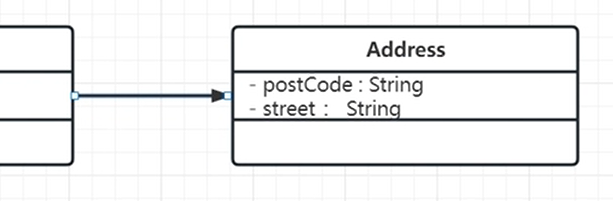 Address
- postCode : String
- street :   String